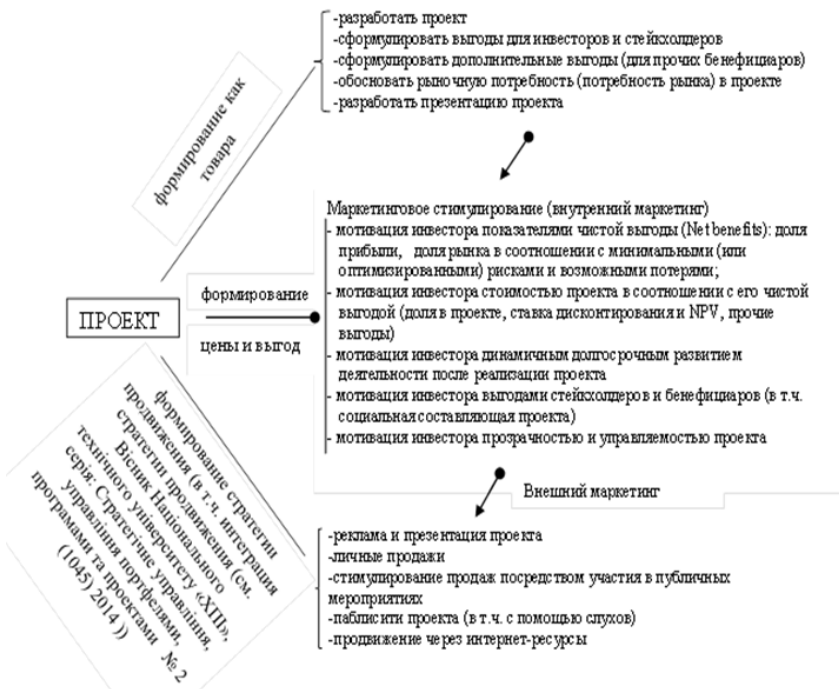 -разработать проект
-сформулировать выгоды для инвесторов и стейкхолдеров
-сформулировать дополнительные выгоды (для прочих бенефициаров)
-обосновать рыночную потребность (потребность рынка) в проекте
-разработать презентацию проекта
формирование как
товара
Маркетинговое стимулирование (внутренний маркетинг)
- мотивация инвестора показателями чистой выгоды (Net benefits): доля
прибыли, доля рынка в соотношении с минимальными (или
оптимизированными) рисками и возможными потерями;
- мотивация инвестора стоимостью проекта в соотношении с его чистой
выгодой (доля в проекте, ставка дисконтирования и NPV, прочие
выгоды)
- мотивация инвестора динамичным долгосрочным развитием
деятельности после реализации проекта
- мотивация инвестора выгодами стейкхолдеров и бенефициаров (в т.ч.
социальная составляющая проекта)
- мотивация инвестора прозрачностью и управляемостью проекта
ПРОЕКТ
формирование
цены и выгод
формирование стратегии
продвижения (в т.ч. интеграция
стратегии продвижения (см.
Вісник Національного
технічного університету «ХПІ»,
серія: Стратегічне управління,
управління портфелями,
програмами та проектами № 2
(1045) 2014 ))
Внешний маркетинг
-реклама и презентация проекта
-личные продажи
-стимулирование продаж посредством участия в публичных
мероприятиях
-паблисити проекта (в т.ч. с помощью слухов)
-продвижение через интернет-ресурсы